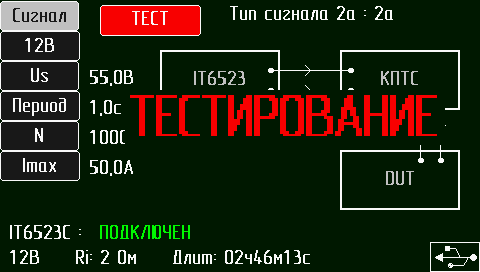 Сигнал
ТЕСТ
Тип сигнала 2а : 2а
12В
Us
55,0В
IT6523
КПТС
Период
1,0с
ТЕСТИРОВАНИЕ
N
Imax
50,0А
DUT
IT6523C : ПОДКЛЮЧЕН
12В Ri: 2 Ом Длит: 02ч46м13с